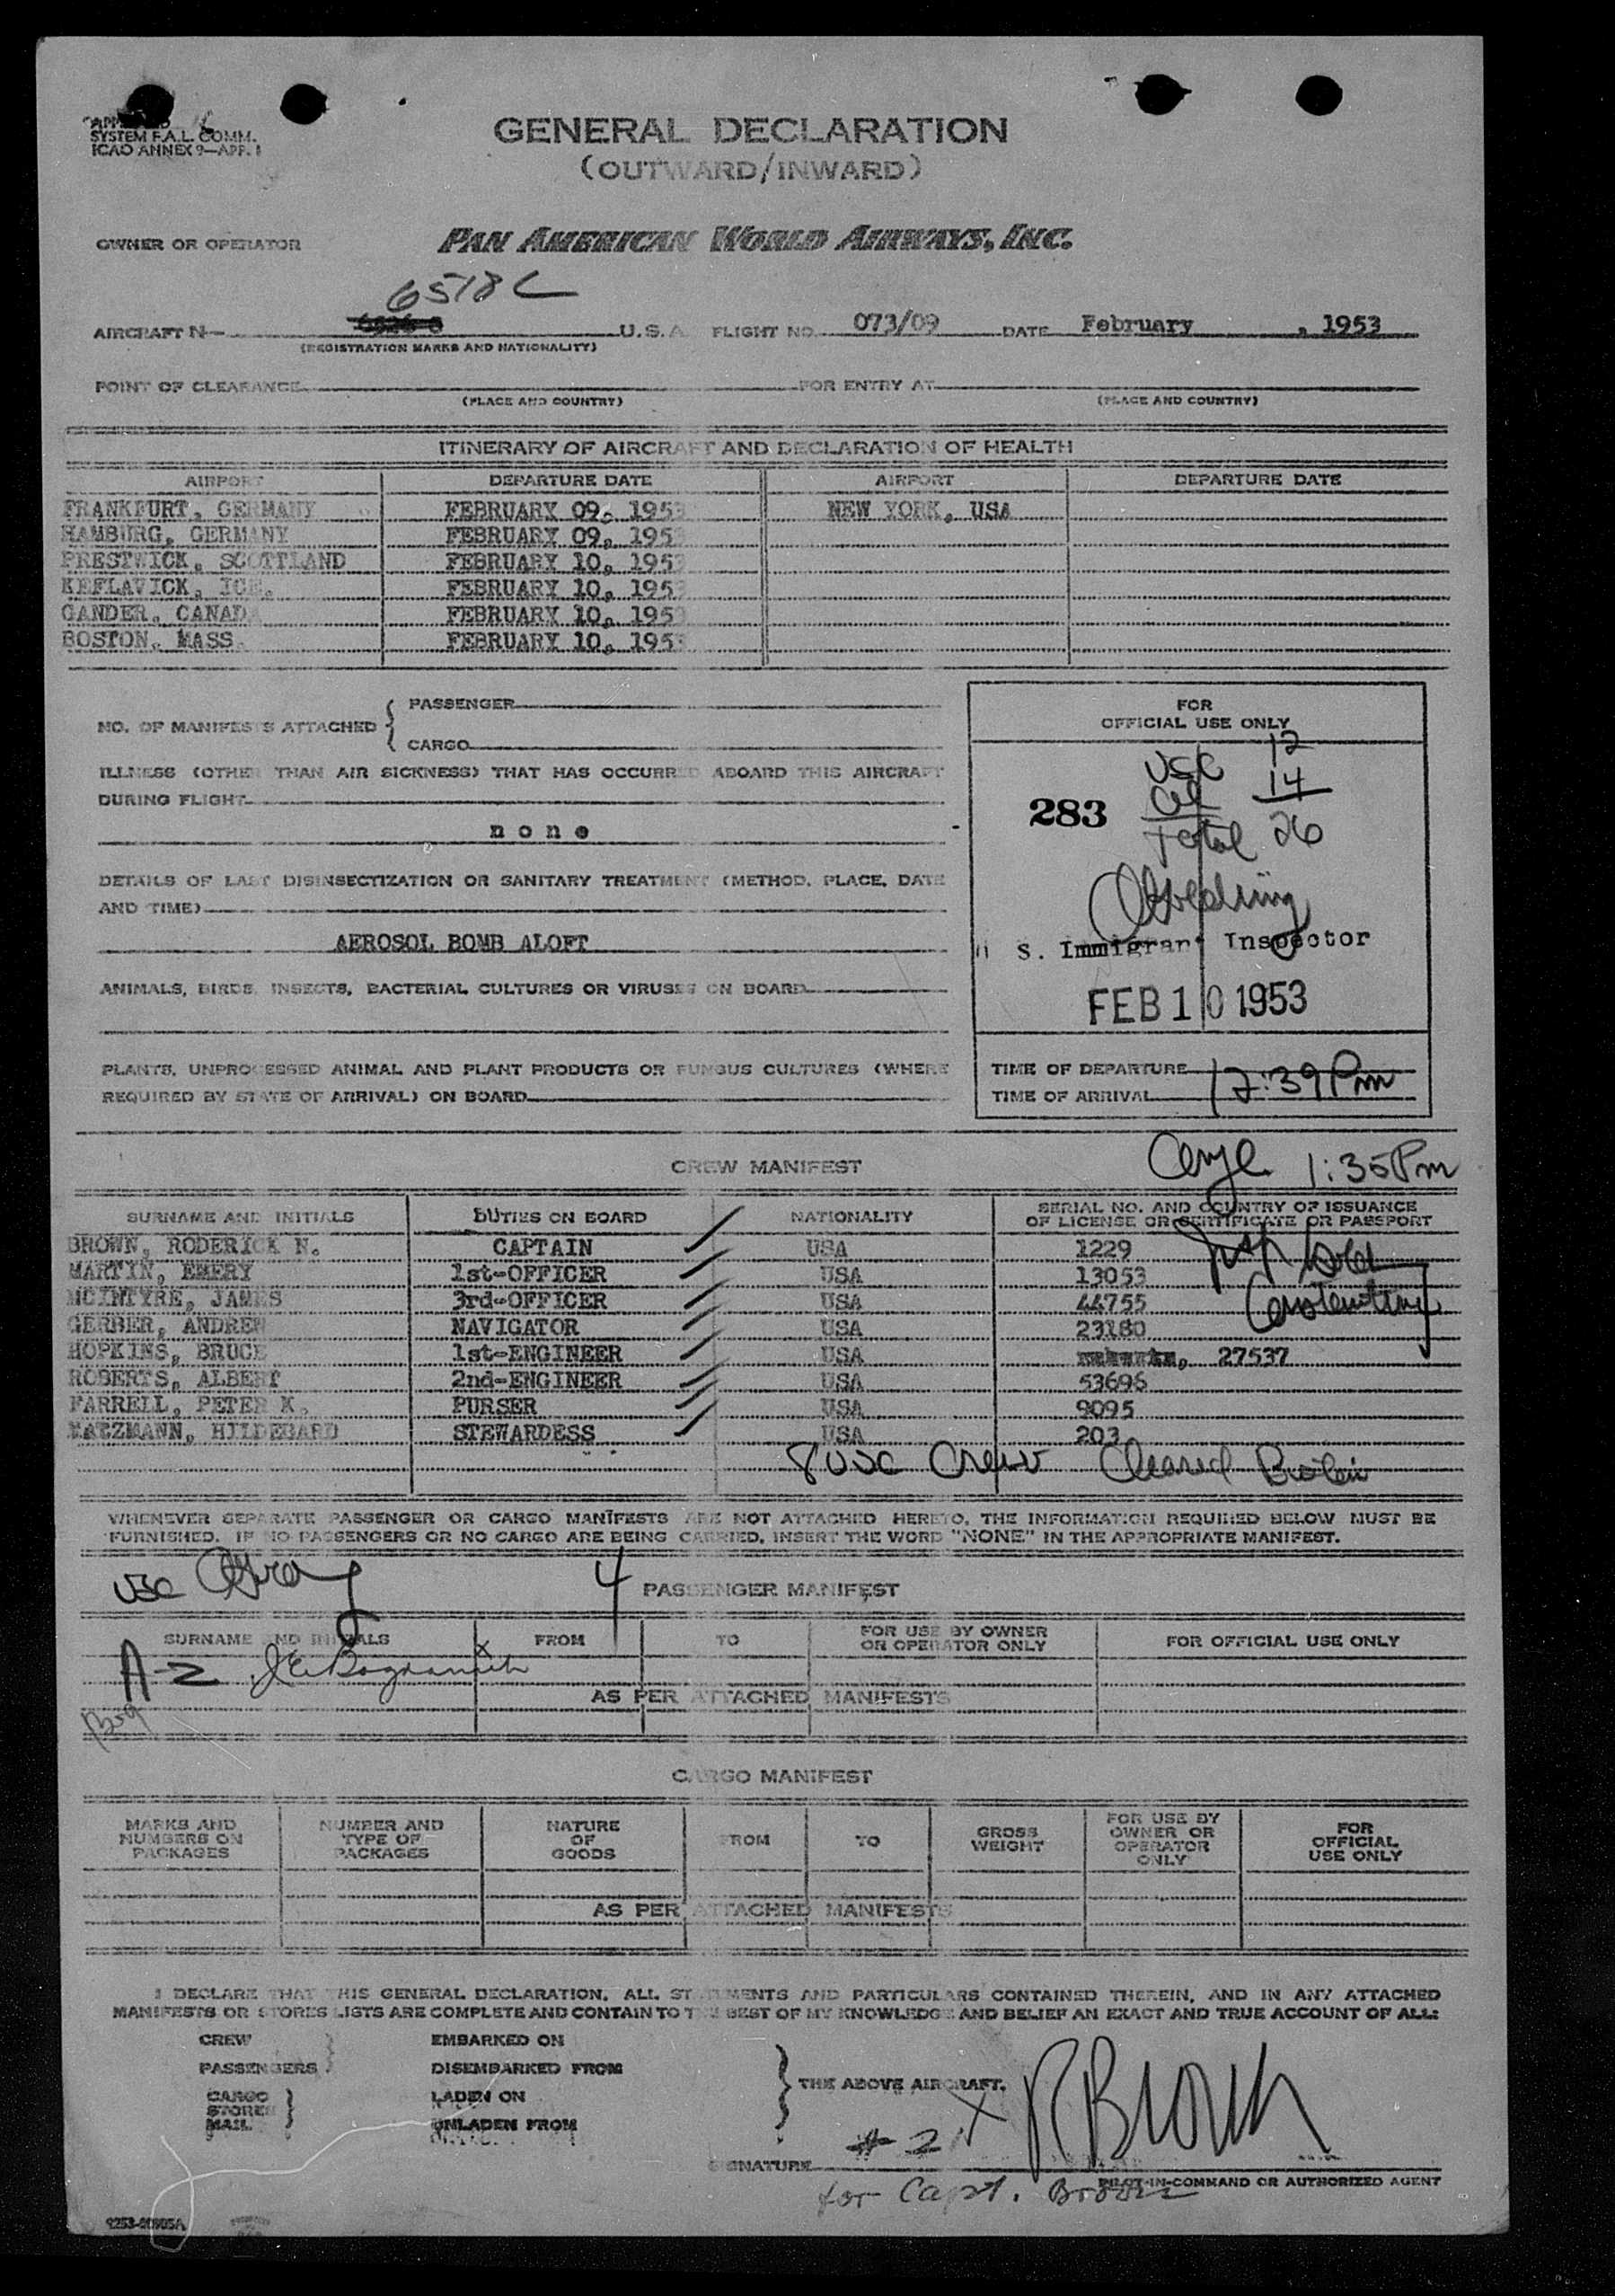 SYSTEM F.A.L. COMM.
ICAO ANNEX 9—APP. 1
GENERAL DECLARATION
(OUTWARD/INWARD)
OWNER OR OPERATOR PAN AMERICAN WORLD AIRWAYS, INC.
6518C
AIRCRAFT N— U.S.A. FLIGHT NO. 073/09 DATE February , 1953
(REGISTRATION MARKS AND NATIONALITY)
POINT OF CLEARANCE FOR ENTRY AT
(PLACE AND COUNTRY) (PLACE AND COUNTRY)
ITINERARY OF AIRCRAFT AND DECLARATION OF HEALTH
AIRPORT DEPARTURE DATE AIRPORT DEPARTURE DATE
FRANKFURT, GERMANY FEBRUARY 09, 1953 NEW YORK, USA
HAMBURG, GERMANY FEBRUARY 09, 1953
PRESTWICK, SCOTTLAND FEBRUARY 10, 1953
KEFLAVICK, ICE. FEBRUARY 10, 1953
GANDER, CANADA FEBRUARY 10, 1953
BOSTON, MASS. FEBRUARY 10, 1953
NO. OF MANIFESTS ATTACHED { PASSENGER
CARGO
ILLNESS (OTHER THAN AIR SICKNESS) THAT HAS OCCURRED ABOARD THIS AIRCRAFT
DURING FLIGHT
none
DETAILS OF LAST DISINSECTIZATION OR SANITARY TREATMENT (METHOD, PLACE, DATE
AND TIME)
AEROSOL BOMB ALOFT
ANIMALS, BIRDS, INSECTS, BACTERIAL CULTURES OR VIRUSES ON BOARD
PLANTS, UNPROCESSED ANIMAL AND PLANT PRODUCTS OR FUNGUS CULTURES (WHERE
REQUIRED BY STATE OF ARRIVAL) ON BOARD
FOR
OFFICIAL USE ONLY
USC 12
283 14
Total 26
S. Immigrant Inspector
FEB 10 1953
TIME OF DEPARTURE
TIME OF ARRIVAL 12:39 Pm
1:35 Pm
CREW MANIFEST
SURNAME AND INITIALS DUTIES ON BOARD NATIONALITY SERIAL NO. AND COUNTRY OF ISSUANCE
OF LICENSE OR CERTIFICATE OR PASSPORT
BROWN, RODERICK N. CAPTAIN USA 1229
MARTIN, EMERY 1st-OFFICER USA 13053
MCINTYRE, JAMES 3rd-OFFICER USA 44755
GERBER, ANDREW NAVIGATOR USA 23180
HOPKINS, BRUCE 1st-ENGINEER USA 27537
ROBERTS, ALBERT 2nd-ENGINEER USA 53696
FARRELL, PETER K. PURSER USA 9095
KATZMANN, HILDEGARD STEWARDESS USA 203
8 USC Crew Cleared Boston
WHENEVER SEPARATE PASSENGER OR CARGO MANIFESTS ARE NOT ATTACHED HERETO, THE INFORMATION REQUIRED BELOW MUST BE
FURNISHED. IF NO PASSENGERS OR NO CARGO ARE BEING CARRIED, INSERT THE WORD "NONE" IN THE APPROPRIATE MANIFEST.
USC 4 PASSENGER MANIFEST
SURNAME AND INITIALS FROM TO FOR USE BY OWNER
OR OPERATOR ONLY FOR OFFICIAL USE ONLY
A-Z
AS PER ATTACHED MANIFESTS
CARGO MANIFEST
MARKS AND
NUMBERS ON
PACKAGES
NUMBER AND
TYPE OF
PACKAGES
NATURE
OF
GOODS
FROM
TO
GROSS
WEIGHT
FOR USE BY
OWNER OR
OPERATOR
ONLY
FOR
OFFICIAL
USE ONLY
AS PER ATTACHED MANIFESTS
I DECLARE THAT THIS GENERAL DECLARATION, ALL STATEMENTS AND PARTICULARS CONTAINED THEREIN, AND IN ANY ATTACHED
MANIFESTS OR STORES LISTS ARE COMPLETE AND CONTAIN TO THE BEST OF MY KNOWLEDGE AND BELIEF AN EXACT AND TRUE ACCOUNT OF ALL:
CREW EMBARKED ON
PASSENGERS DISEMBARKED FROM
CARGO LADEN ON THE ABOVE AIRCRAFT.
STORES
MAIL UNLADEN FROM
# 2 X R Brown
SIGNATURE
PILOT-IN-COMMAND OR AUTHORIZED AGENT
for Capt. Brown